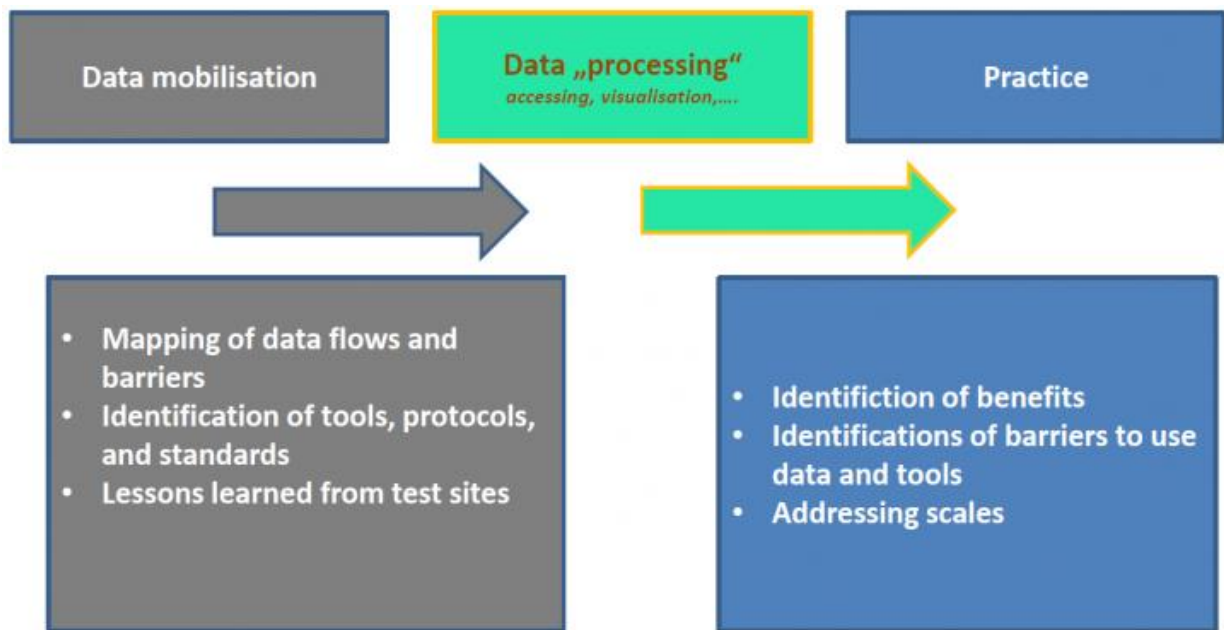 Data mobilisation
Data „processing“
accessing, visualisation,....
Practice
• Mapping of data flows and
barriers
• Identification of tools, protocols,
and standards
• Lessons learned from test sites
• Identifiction of benefits
• Identifications of barriers to use
data and tools
• Addressing scales